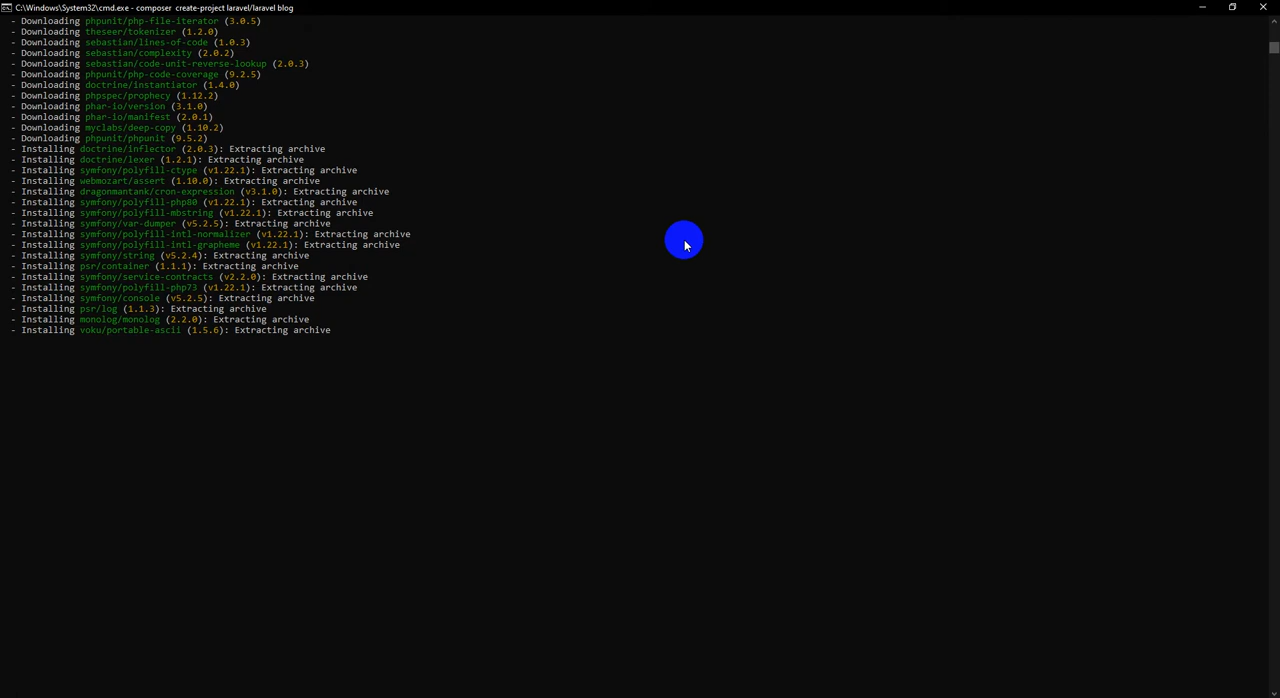 C:\Windows\System32\cmd.exe - composer create-project laravel/laravel blog
- Downloading phpunit/php-file-iterator (3.0.5)
- Downloading theseer/tokenizer (1.2.0)
- Downloading sebastian/lines-of-code (1.0.3)
- Downloading sebastian/complexity (2.0.2)
- Downloading sebastian/code-unit-reverse-lookup (2.0.3)
- Downloading phpunit/php-code-coverage (9.2.5)
- Downloading doctrine/instantiator (1.4.0)
- Downloading phpspec/prophecy (1.12.2)
- Downloading phar-io/version (3.1.0)
- Downloading phar-io/manifest (2.0.1)
- Downloading myclabs/deep-copy (1.10.2)
- Downloading phpunit/phpunit (9.5.2)
- Installing doctrine/inflector (2.0.3): Extracting archive
- Installing doctrine/lexer (1.2.1): Extracting archive
- Installing symfony/polyfill-ctype (v1.22.1): Extracting archive
- Installing webmozart/assert (1.10.0): Extracting archive
- Installing dragonmantank/cron-expression (v3.1.0): Extracting archive
- Installing symfony/polyfill-php80 (v1.22.1): Extracting archive
- Installing symfony/polyfill-mbstring (v1.22.1): Extracting archive
- Installing symfony/var-dumper (v5.2.5): Extracting archive
- Installing symfony/polyfill-intl-normalizer (v1.22.1): Extracting archive
- Installing symfony/polyfill-intl-grapheme (v1.22.1): Extracting archive
- Installing symfony/string (v5.2.4): Extracting archive
- Installing psr/container (1.1.1): Extracting archive
- Installing symfony/service-contracts (v2.2.0): Extracting archive
- Installing symfony/polyfill-php73 (v1.22.1): Extracting archive
- Installing symfony/console (v5.2.5): Extracting archive
- Installing psr/log (1.1.3): Extracting archive
- Installing monolog/monolog (2.2.0): Extracting archive
- Installing voku/portable-ascii (1.5.6): Extracting archive